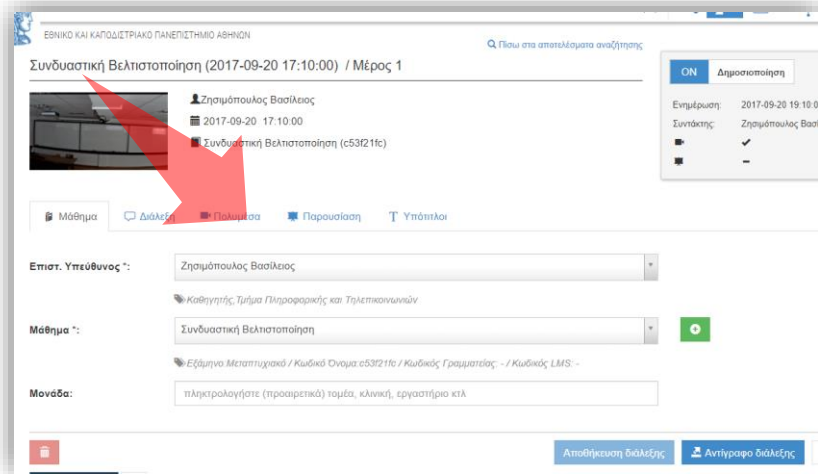 ΕΘΝΙΚΟ ΚΑΙ ΚΑΠΟΔΙΣΤΡΙΑΚΟ ΠΑΝΕΠΙΣΤΗΜΙΟ ΑΘΗΝΩΝ
Πίσω στα αποτελέσματα αναζήτησης
Συνδυαστική Βελτιστοποίηση (2017-09-20 17:10:00) / Μέρος 1
ON Δημοσιοποίηση
Ζησιμόπουλος Βασίλειος
2017-09-20 17:10:00
Συνδυαστική Βελτιστοποίηση (c53f21fc)
Ενημέρωση: 2017-09-20 19:10:0
Συντάκτης: Ζησιμόπουλος Βασί
Μάθημα Διάλεξη Πολυμέσα Παρουσίαση Υπότιτλοι
Επιστ. Υπεύθυνος *: Ζησιμόπουλος Βασίλειος
Καθηγητής,Τμήμα Πληροφορικής και Τηλεπικοινωνιών
Μάθημα *: Συνδυαστική Βελτιστοποίηση
Εξάμηνο Μεταπτυχιακό / Κωδικό Όνομα:c53f21fc / Κωδικός Γραμματείας: - / Κωδικός LMS: -
Μονάδα: πληκτρολογήστε (προαιρετικά) τομέα, κλινική, εργαστήριο κτλ
Αποθήκευση διάλεξης Αντίγραφο διάλεξης